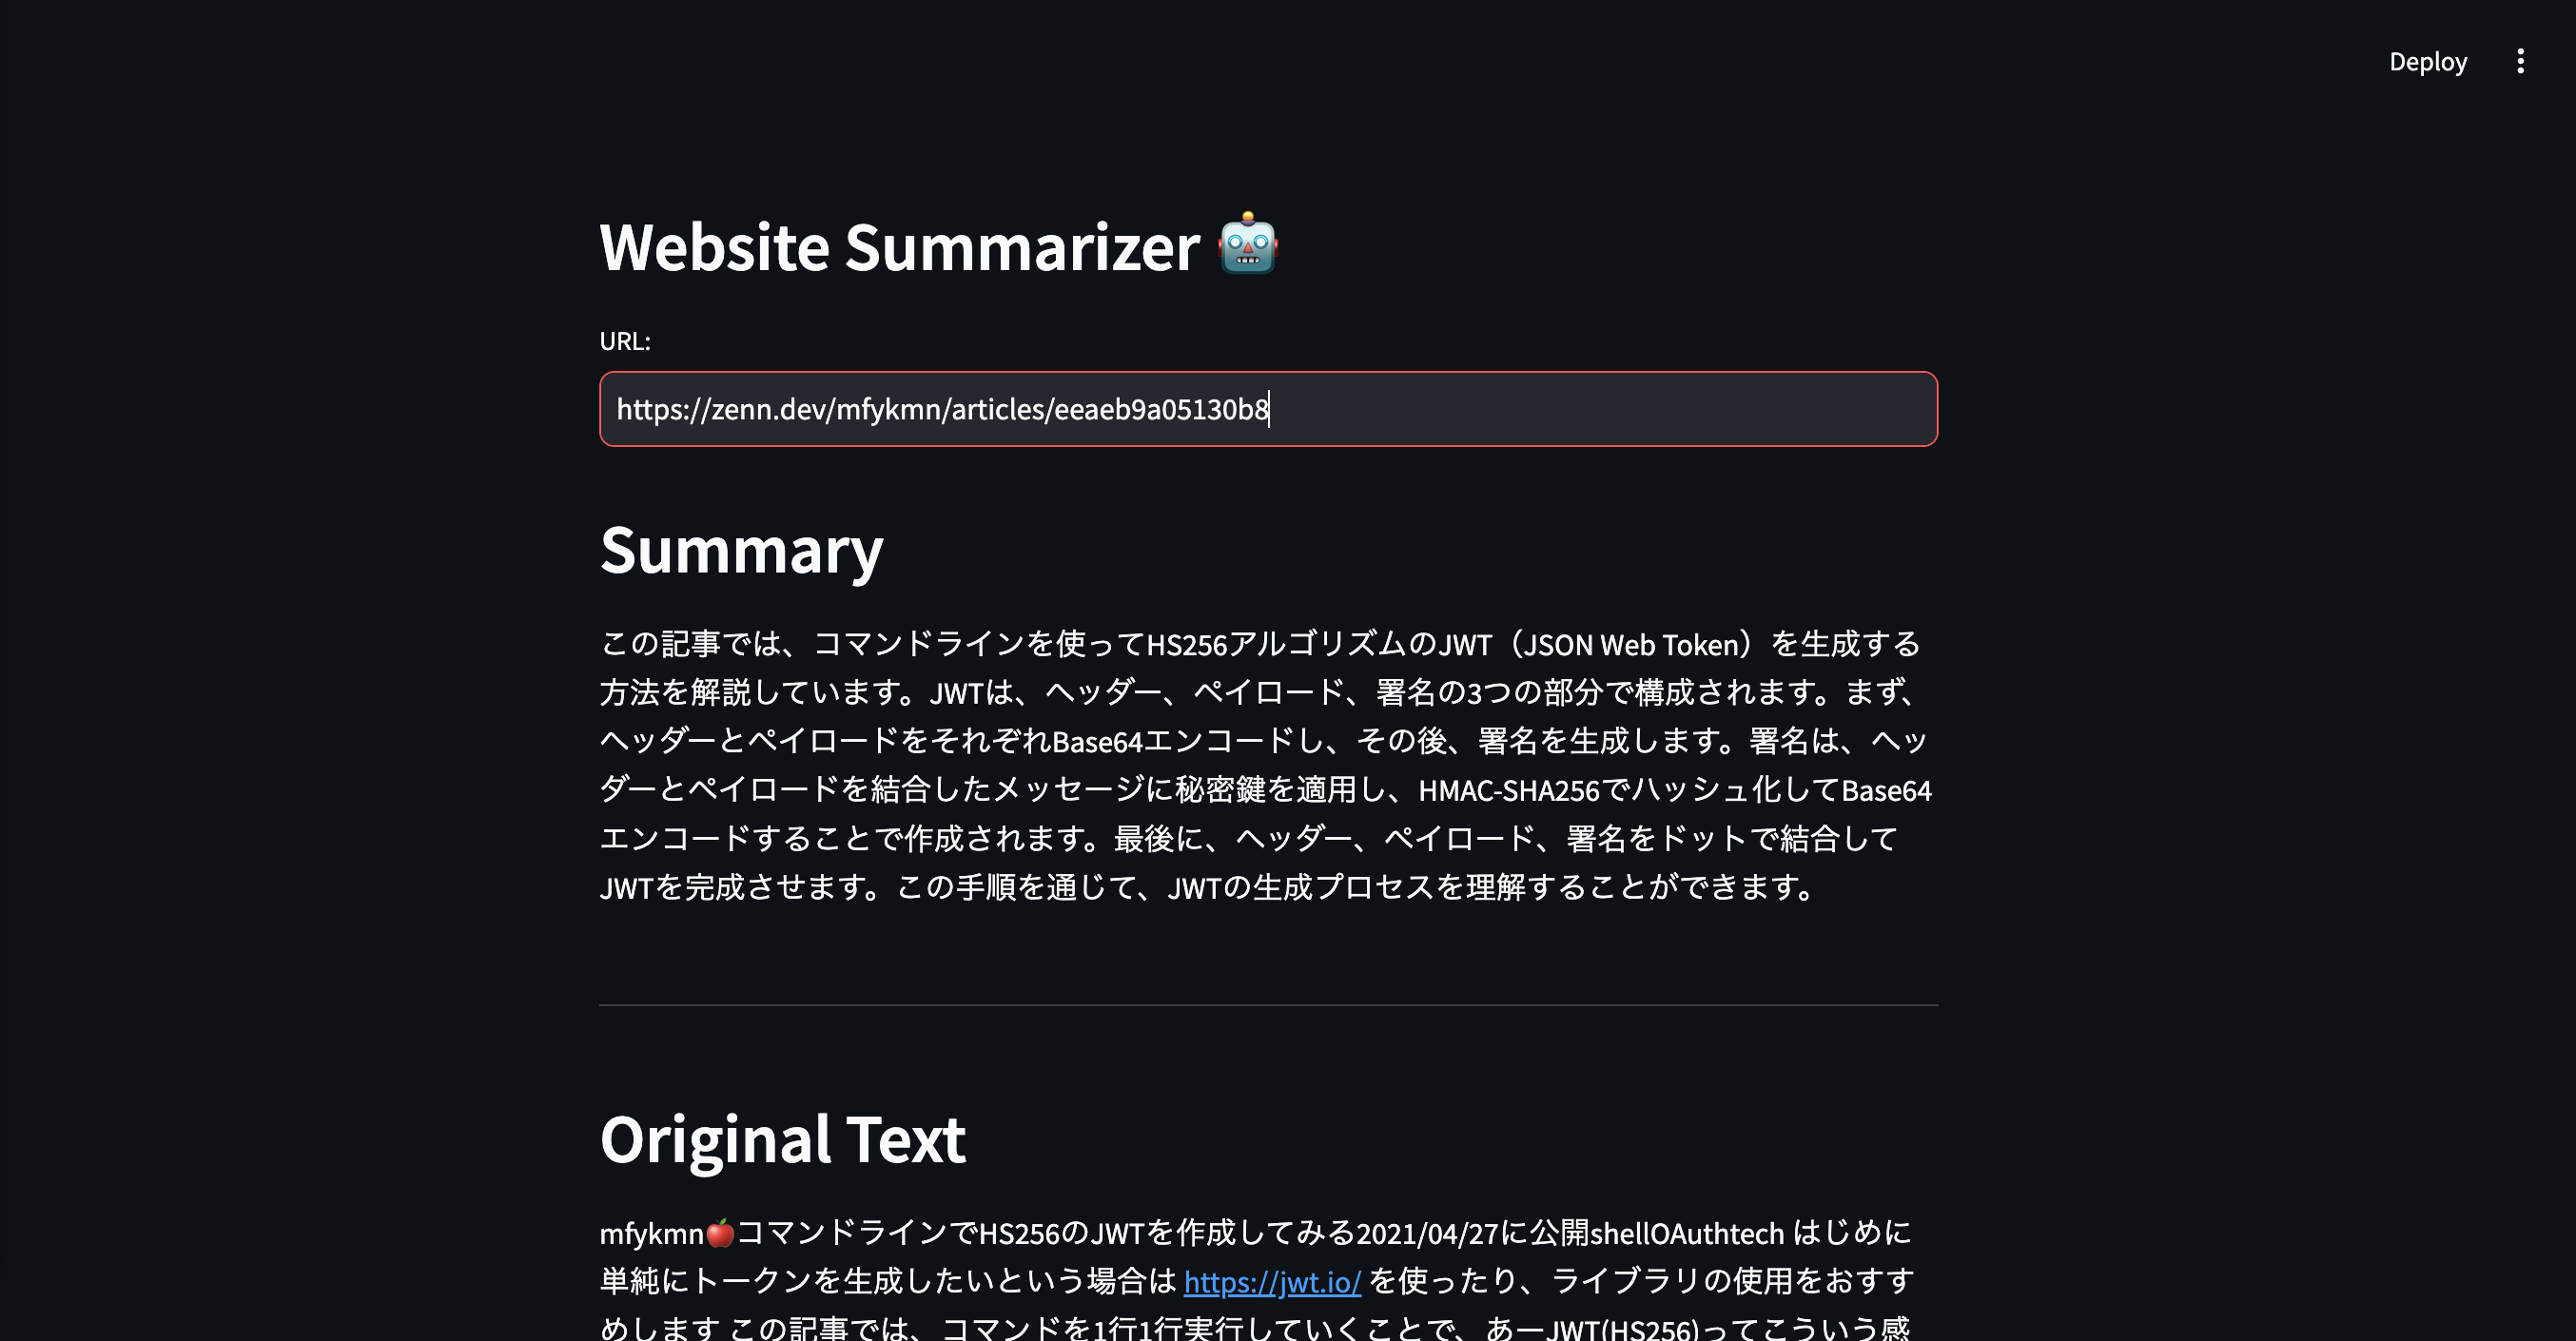 Deploy
Website Summarizer 🤖
URL:
https://zenn.dev/mfykmn/articles/eeaeb9a05130b8
Summary
この記事では、コマンドラインを使ってHS256アルゴリズムのJWT（JSON Web Token）を生成する
方法を解説しています。JWTは、ヘッダー、ペイロード、署名の3つの部分で構成されます。まず、
ヘッダーとペイロードをそれぞれBase64エンコードし、その後、署名を生成します。署名は、ヘッ
ダーとペイロードを結合したメッセージに秘密鍵を適用し、HMAC-SHA256でハッシュ化してBase64
エンコードすることで作成されます。最後に、ヘッダー、ペイロード、署名をドットで結合して
JWTを完成させます。この手順を通じて、JWTの生成プロセスを理解することができます。
Original Text
mfykmn🍎コマンドラインでHS256のJWTを作成してみる2021/04/27に公開shellOAuthtech はじめに
単純にトークンを生成したいという場合は https://jwt.io/ を使ったり、ライブラリの使用をおすす
めします この記事では、コマンドを1行1行実行していくことで、あーJWT(HS256)ってこういう感